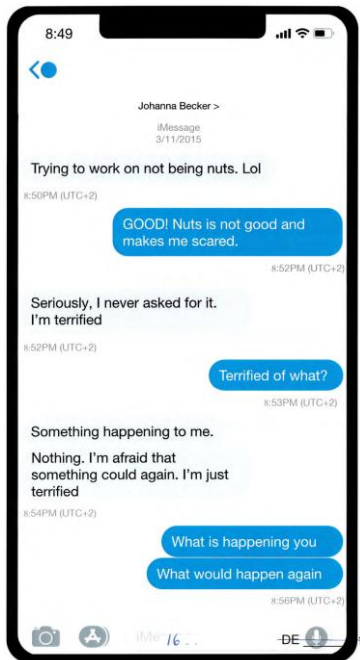 8:49
Johanna Becker >
iMessage
3/11/2015
Trying to work on not being nuts. Lol
8:50PM (UTC+2)
GOOD! Nuts is not good and
makes me scared.
8:52PM (UTC+2)
Seriously, I never asked for it.
I'm terrified
8:52PM (UTC+2)
Terrified of what?
8:53PM (UTC+2)
Something happening to me.
Nothing. I'm afraid that
something could again. I'm just
terrified
8:54PM (UTC+2)
What is happening you
What would happen again
8:56PM (UTC+2)
16
DE